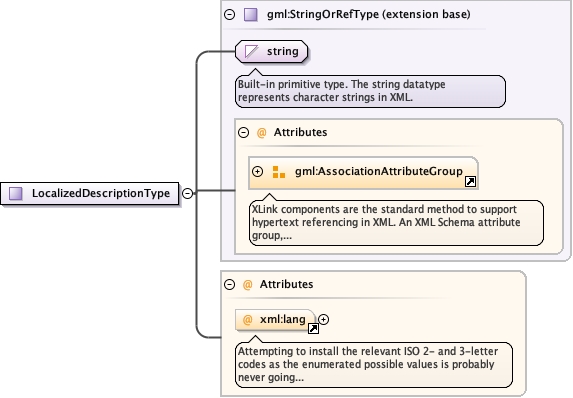 gml:StringOrRefType (extension base)
string
Built-in primitive type. The string datatype
represents character strings in XML.
@ Attributes
gml:AssociationAttributeGroup
XLink components are the standard method to support
hypertext referencing in XML. An XML Schema attribute
group,...
LocalizedDescriptionType
@ Attributes
@ xml:lang
Attempting to install the relevant ISO 2- and 3-letter
codes as the enumerated possible values is probably
never going...